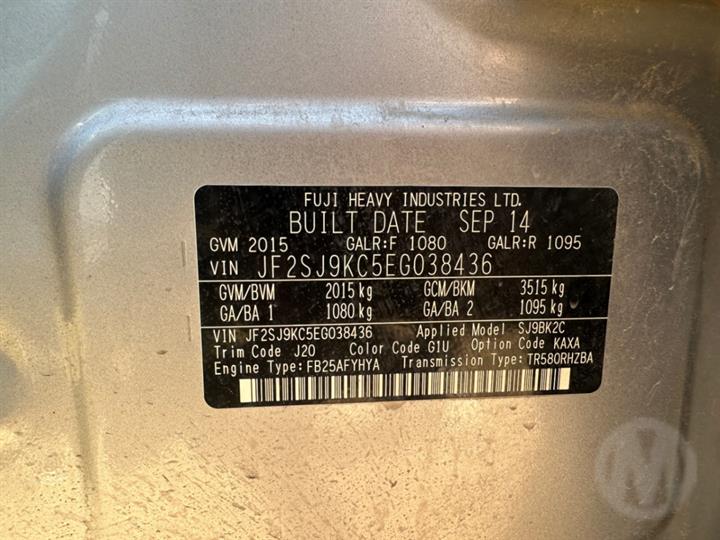 FUJI HEAVY INDUSTRIES LTD.
BUILT DATE SEP 14
GVM 2015 GALR:F 1080 GALR:R 1095
VIN JF2SJ9KC5EG038436
GVM/BVM 2015 kg GCM/BKM 3515 kg
GA/BA 1 1080 kg GA/BA 2 1095 kg
VIN JF2SJ9KC5EG038436 Applied Model SJ9BK2C
Trim Code J20 Color Code G1U Option Code KAXA
Engine Type:FB25AFYHYA Transmission Type:TR580RHZBA
M